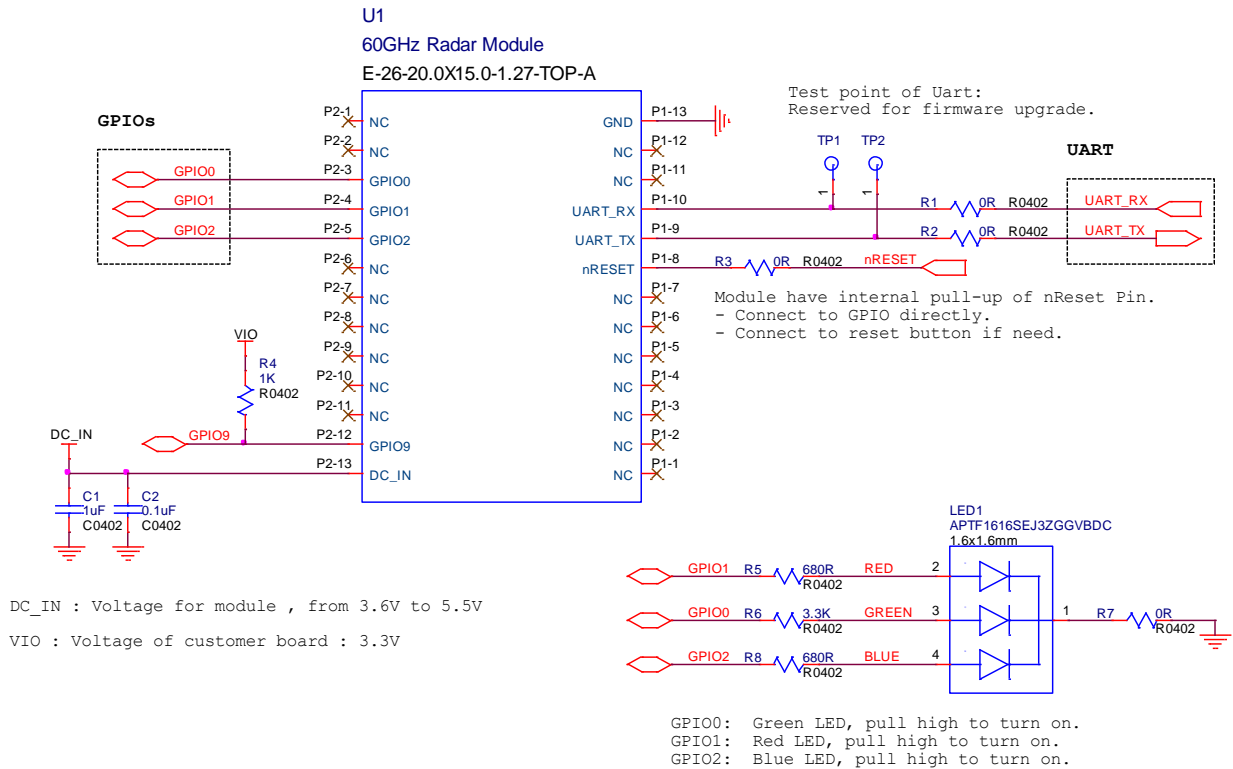 U1
60GHz Radar Module
E-26-20.0X15.0-1.27-TOP-A
Test point of Uart:
Reserved for firmware upgrade.
GPIOs
GPIO0
GPIO1
GPIO2
P2-1 NC
P2-2 NC
P2-3 GPIO0
P2-4 GPIO1
P2-5 GPIO2
P2-6 NC
P2-7 NC
P2-8 NC
P2-9 NC
P2-10 NC
P2-11 NC
P2-12 GPIO9
P2-13 DC_IN
GND P1-13
NC P1-12
NC P1-11
UART_RX P1-10
UART_TX P1-9
nRESET P1-8
NC P1-7
NC P1-6
NC P1-5
NC P1-4
NC P1-3
NC P1-2
NC P1-1
TP1 TP2
1 1
UART
R1 0R R0402 UART_RX
R2 0R R0402 UART_TX
R3 0R R0402 nRESET
Module have internal pull-up of nReset Pin.
- Connect to GPIO directly.
- Connect to reset button if need.
VIO
R4
1K
R0402
GPIO9
DC_IN
C1
1uF
C0402
C2
0.1uF
C0402
DC_IN : Voltage for module , from 3.6V to 5.5V
VIO : Voltage of customer board : 3.3V
LED1
APTF1616SEJ3ZGGVBDC
1.6x1.6mm
GPIO1 R5 680R RED 2
R0402
GPIO0 R6 3.3K GREEN 3
R0402
GPIO2 R8 680R BLUE 4
R0402
1 R7 0R
R0402
GPIO0: Green LED, pull high to turn on.
GPIO1: Red LED, pull high to turn on.
GPIO2: Blue LED, pull high to turn on.